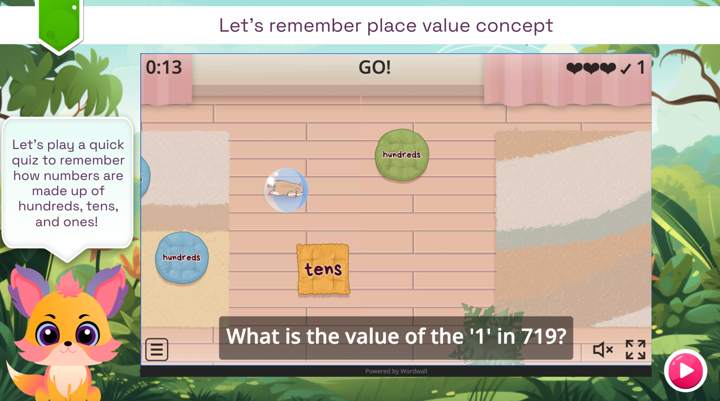 Let's remember place value concept
0:13
GO!
1
Let's play a quick
quiz to remember
how numbers are
made up of
hundreds, tens,
and ones!
hundreds
hundreds
tens
What is the value of the '1' in 719?
Powered by Wordwall